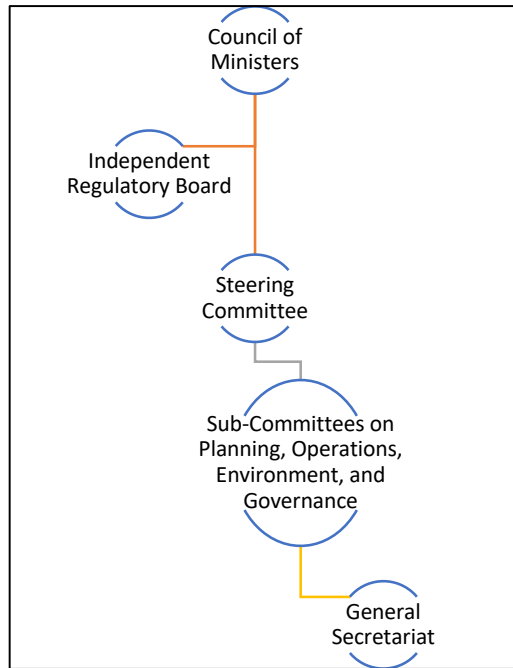 Council of
Ministers
Independent
Regulatory Board
Steering
Committee
Sub-Committees on
Planning, Operations,
Environment, and
Governance
General
Secretariat